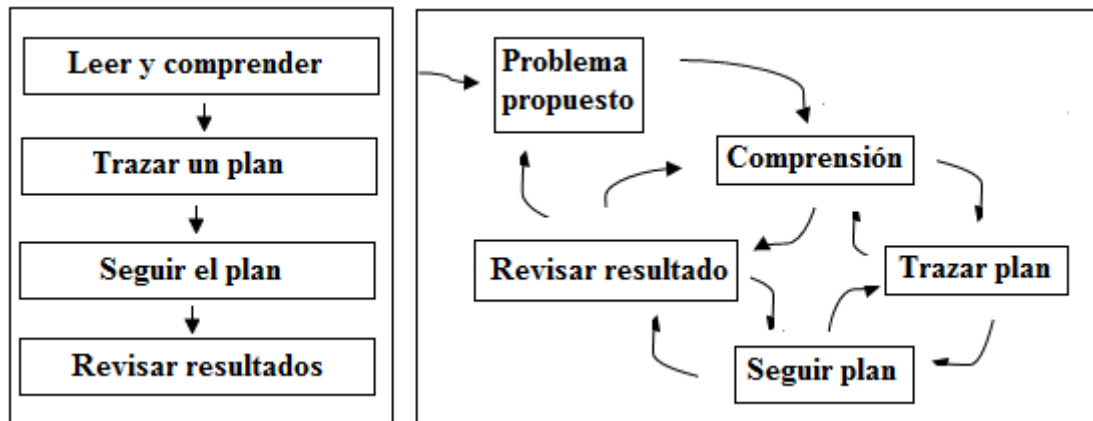 Leer y comprender
Trazar un plan
Seguir el plan
Revisar resultados
Problema
propuesto
Comprensión
Revisar resultado
Trazar plan
Seguir plan